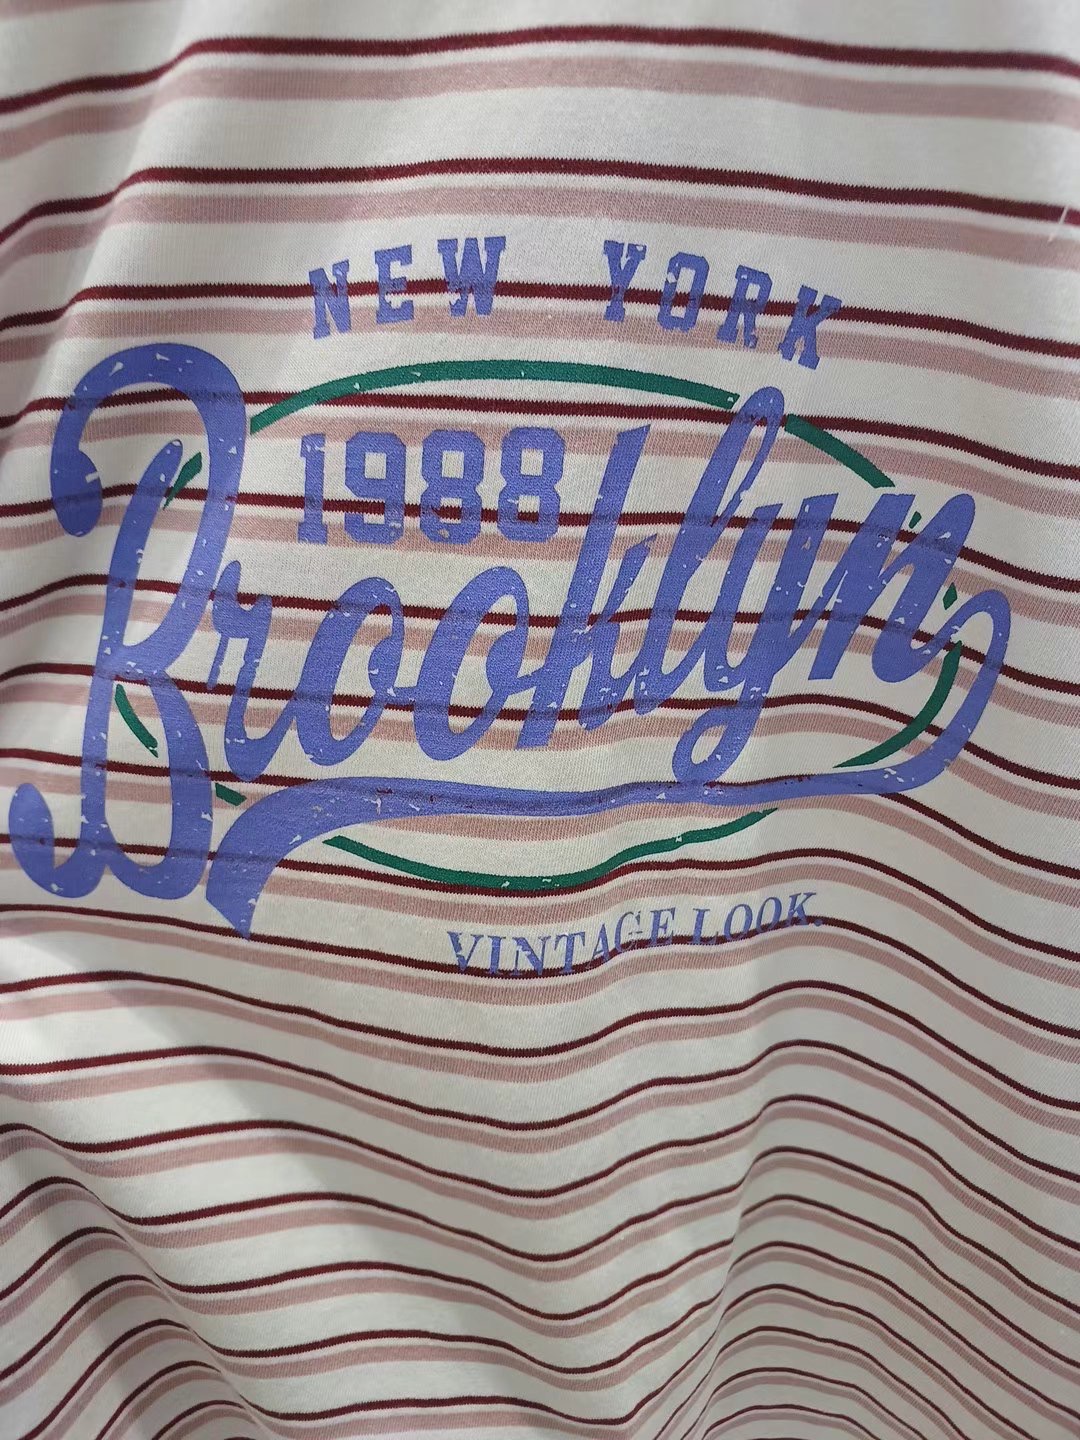 NEW YORK
1988
Brooklyn
VINTAGE LOOK.